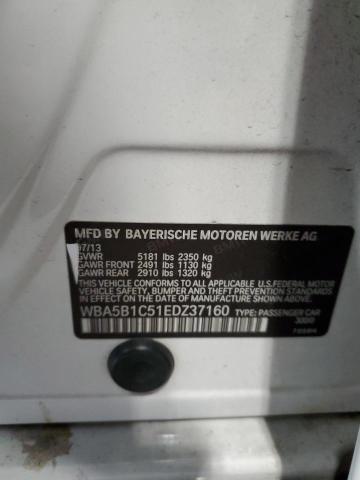 MFD BY BAYERISCHE MOTOREN WERKE AG
07/13
GVWR 5181 lbs 2350 kg
GAWR FRONT 2491 lbs 1130 kg
GAWR REAR 2910 lbs 1320 kg
THIS VEHICLE CONFORMS TO ALL APPLICABLE U.S.FEDERAL MOTOR
VEHICLE SAFETY, BUMPER AND THEFT PREVENTION STANDARDS
IN EFFECT ON THE DATE OF MANUFACTURE SHOWN ABOVE.
WBA5B1C51EDZ37160 TYPE: PASSENGER CAR